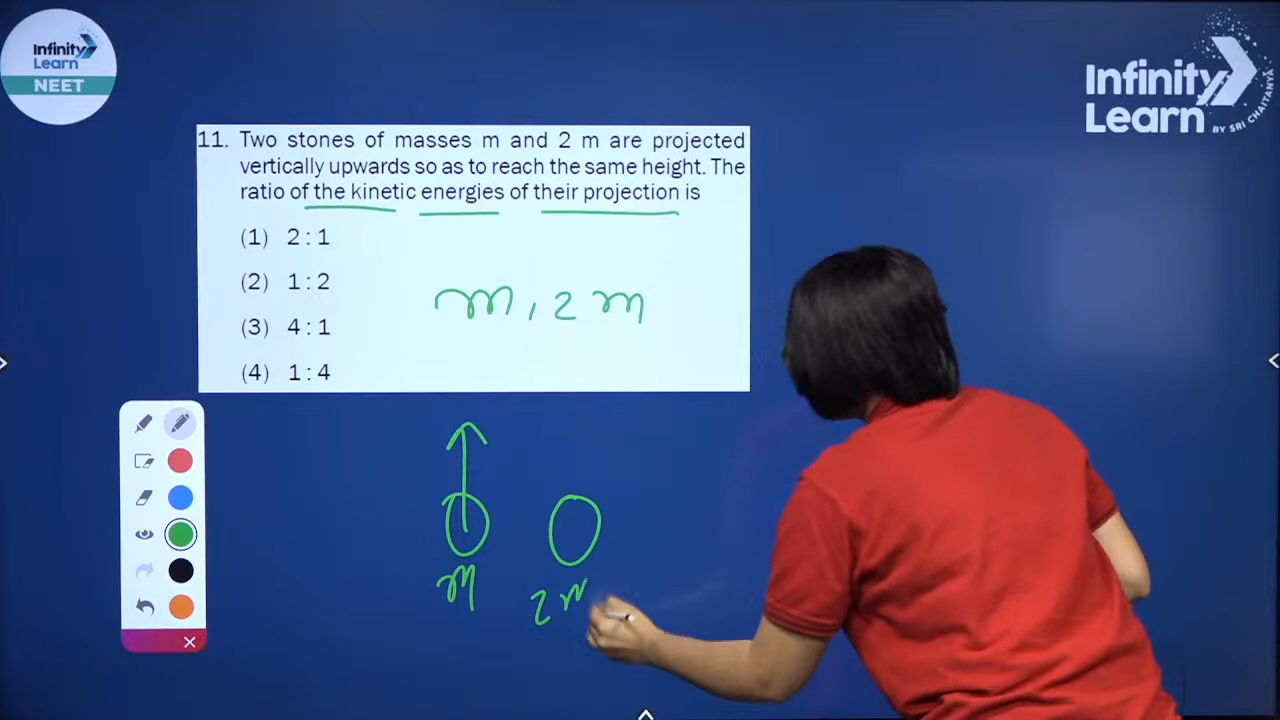 Infinity
Learn
NEET
Infinity
Learn
BY SRI CHAITANYA
11. Two stones of masses m and 2 m are projected
vertically upwards so as to reach the same height. The
ratio of the kinetic energies of their projection is
(1) 2 : 1
(2) 1 : 2
(3) 4 : 1
(4) 1 : 4
m, 2 m
m
2 m